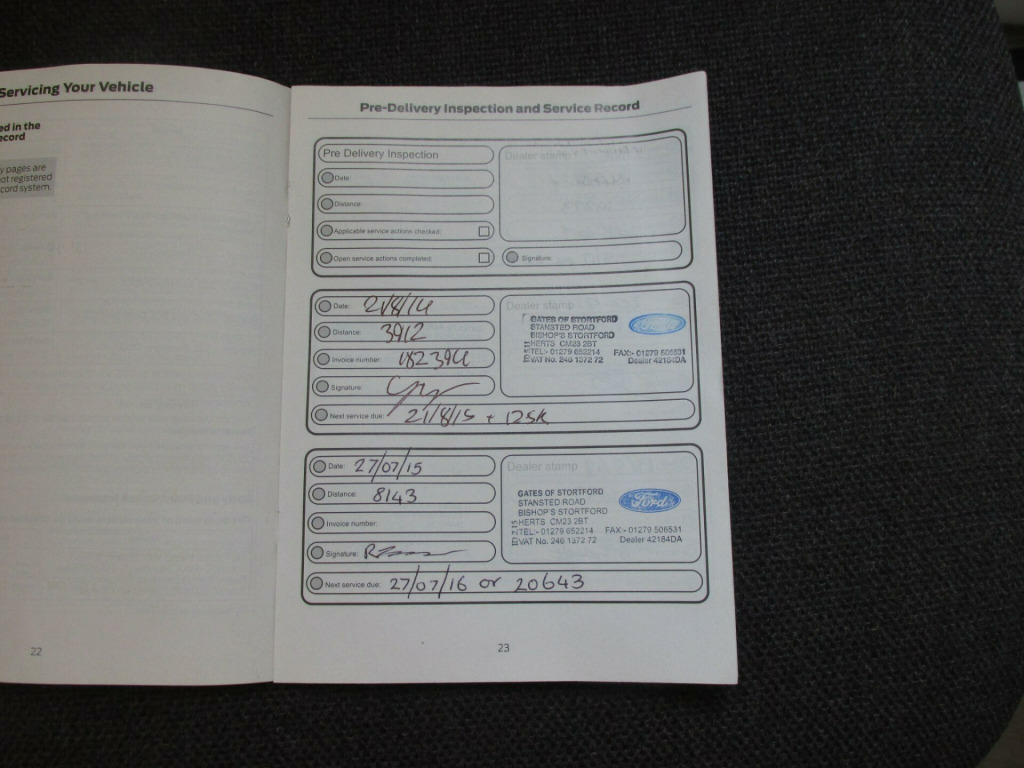 Servicing Your Vehicle
ed in the
ecord
y pages are
ot registered
cord system.
22
Pre-Delivery Inspection and Service Record
Pre Delivery Inspection
Dealer stamp
Date:
Distance:
Applicable service actions checked:
Open service actions completed:
Signature:
Date: 21/8/14
Distance: 3912
Invoice number: 182394
Signature:
Next service due: 21/8/15 + 12.5K
Dealer stamp
GATES OF STORTFORD
STANSTED ROAD
BISHOP'S STORTFORD
HERTS CM23 2BT
TEL:- 01279 652214 FAX:- 01279 506531
VAT No. 246 1372 72 Dealer 42184DA
Ford
Date: 27/07/15
Distance: 8143
Invoice number:
Signature:
Next service due: 27/07/16 or 20643
Dealer stamp
GATES OF STORTFORD
STANSTED ROAD
BISHOP'S STORTFORD
HERTS CM23 2BT
TEL:- 01279 652214 FAX:- 01279 506531
VAT No. 246 1372 72 Dealer 42184DA
Ford
23